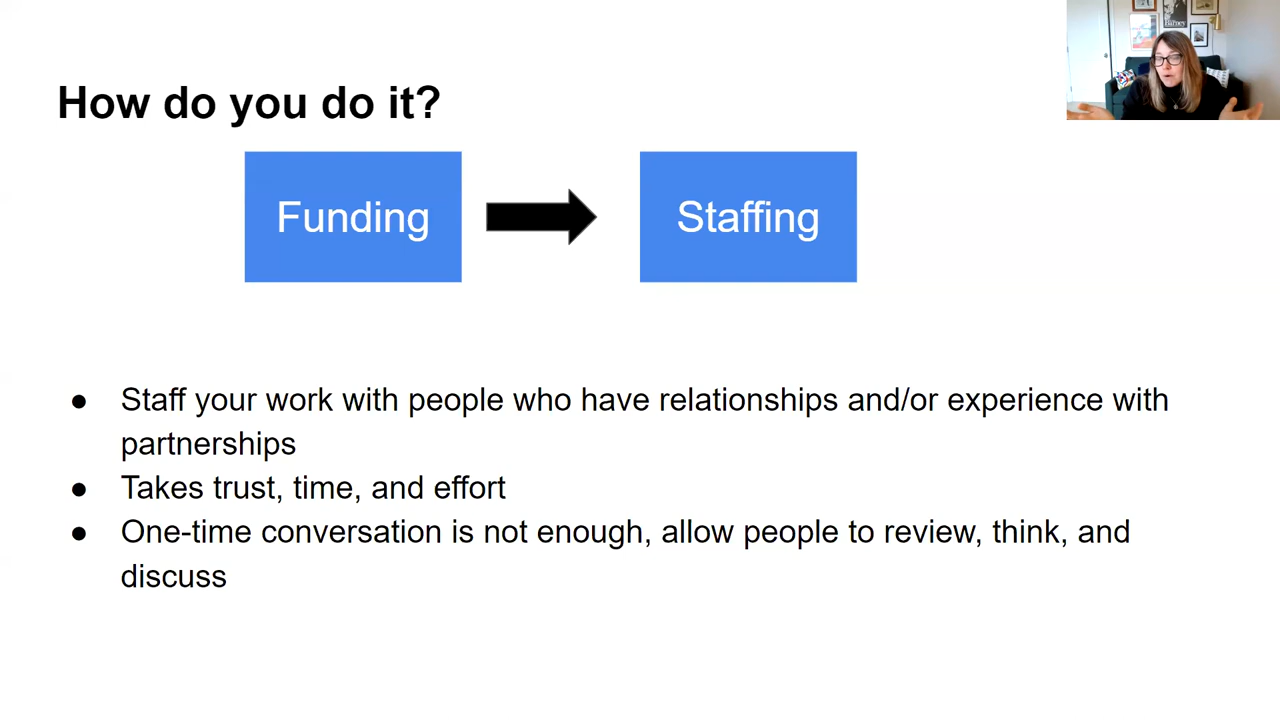 Barney
How do you do it?
Funding
Staffing
● Staff your work with people who have relationships and/or experience with
partnerships
● Takes trust, time, and effort
● One-time conversation is not enough, allow people to review, think, and
discuss